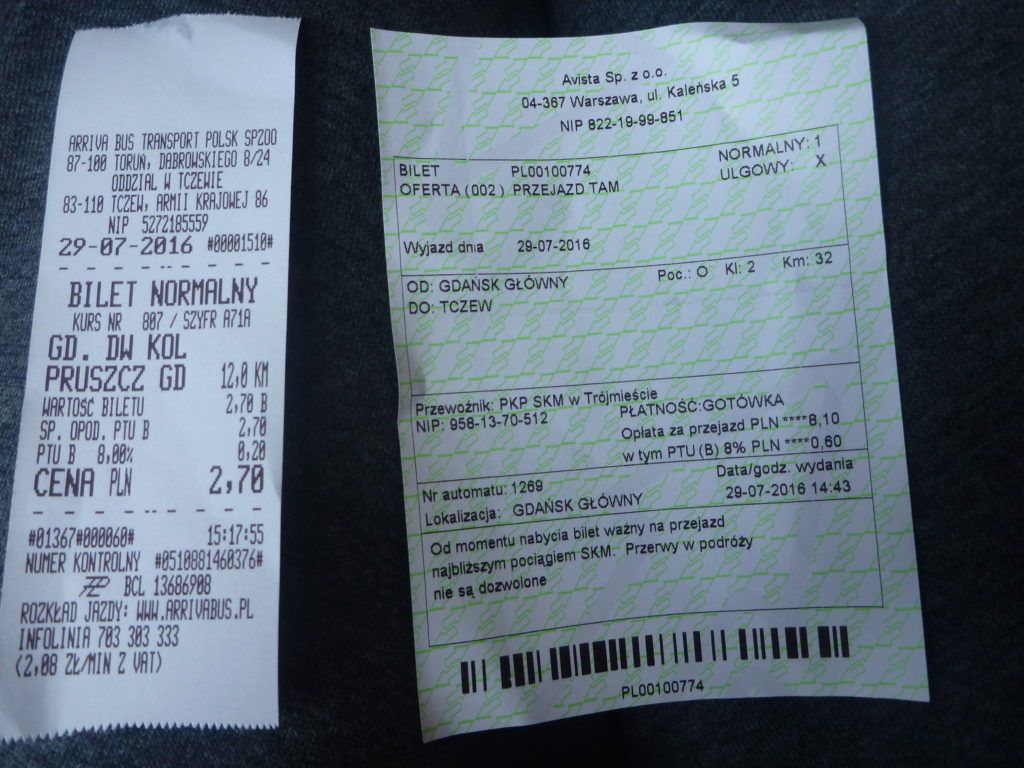 ARRIVA BUS TRANSPORT POLSK SPZOO
87-100 TORUŃ, DĄBROWSKIEGO 8/24
ODDZIAŁ W TCZEWIE
83-110 TCZEW, ARMII KRAJOWEJ 86
NIP 5272185559
29-07-2016 #00001510#
BILET NORMALNY
KURS NR 807 / SZYFR A71A
GD. DW KOL
PRUSZCZ GD 12,0 KM
WARTOŚĆ BILETU 2,70 B
SP. OPOD. PTU B 2,70
PTU B 8,00% 0,20
CENA PLN 2,70
#01367#000060# 15:17:55
NUMER KONTROLNY #0510881460376#
BCL 13686908
ROZKŁAD JAZDY: WWW.ARRIVABUS.PL
INFOLINIA 703 303 333
(2,08 ZŁ/MIN Z VAT)
Avista Sp. z o.o.
04-367 Warszawa, ul. Kaleńska 5
NIP 822-19-99-851
BILET PL00100774 NORMALNY: 1
OFERTA (002) PRZEJAZD TAM ULGOWY: X
Wyjazd dnia 29-07-2016
OD: GDAŃSK GŁÓWNY Poc.: O Kl: 2 Km: 32
DO: TCZEW
Przewoźnik: PKP SKM w Trójmieście
NIP: 958-13-70-512 PŁATNOŚĆ:GOTÓWKA
Opłata za przejazd PLN ****8,10
w tym PTU (B) 8% PLN ****0,60
Nr automatu: 1269 Data/godz. wydania
Lokalizacja: GDAŃSK GŁÓWNY 29-07-2016 14:43
Od momentu nabycia bilet ważny na przejazd
najbliższym pociągiem SKM. Przerwy w podróży
nie są dozwolone
PL00100774